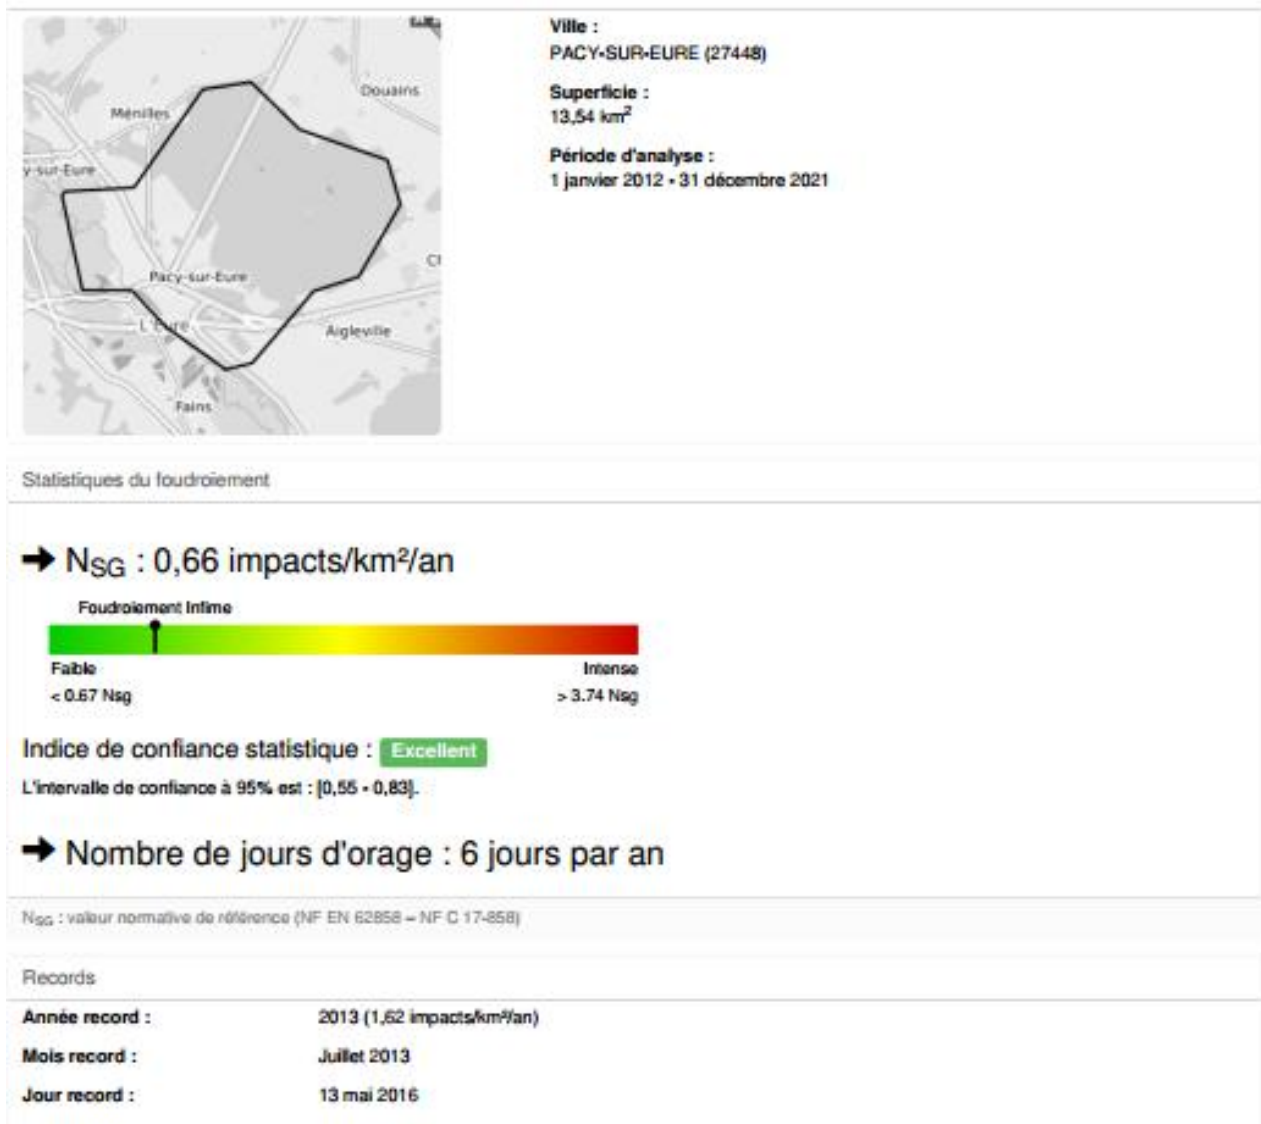 Ville :
PACY-SUR-EURE (27448)
Superficie :
13,54 km²
Période d'analyse :
1 janvier 2012 - 31 décembre 2021
Douains
Ménilles
y-sur-Eure
Pacy-sur-Eure
L'Eure
Aigleville
Fains
Statistiques du foudroiement
➔ NSG : 0,66 impacts/km²/an
Foudroiement Infime
Faible Intense
< 0.67 Nsg > 3.74 Nsg
Indice de confiance statistique : Excellent
L'intervalle de confiance à 95% est : [0,55 - 0,83].
➔ Nombre de jours d'orage : 6 jours par an
NSG : valeur normative de référence (NF EN 62858 – NF C 17-858)
Records
Année record : 2013 (1,62 impacts/km²/an)
Mois record : Juillet 2013
Jour record : 13 mai 2016